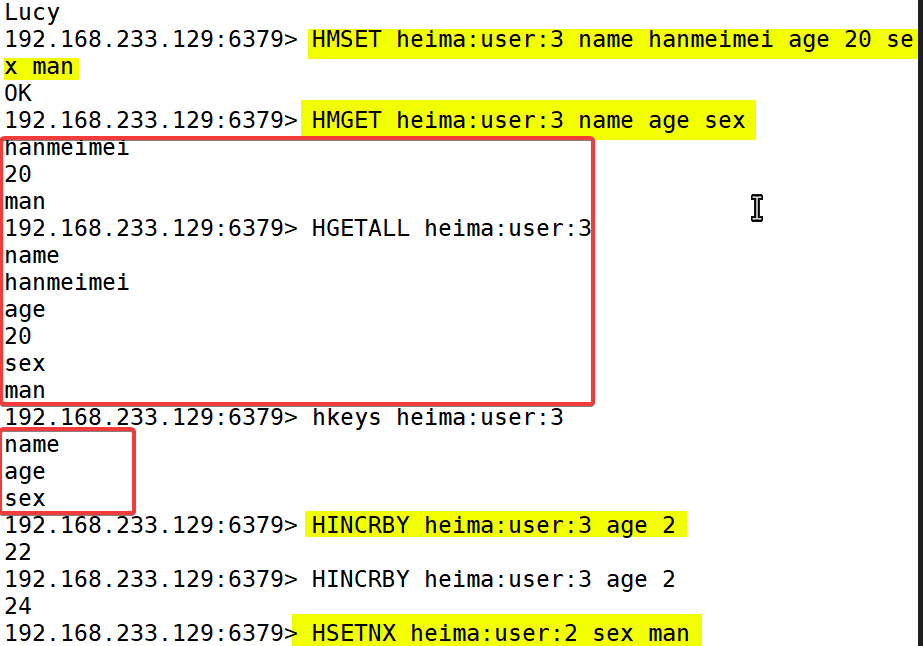 Lucy
192.168.233.129:6379> HMSET heima:user:3 name hanmeimei age 20 se
x man
OK
192.168.233.129:6379> HMGET heima:user:3 name age sex
hanmeimei
20
man
192.168.233.129:6379> HGETALL heima:user:3
name
hanmeimei
age
20
sex
man
192.168.233.129:6379> hkeys heima:user:3
name
age
sex
192.168.233.129:6379> HINCRBY heima:user:3 age 2
22
192.168.233.129:6379> HINCRBY heima:user:3 age 2
24
192.168.233.129:6379> HSETNX heima:user:2 sex man